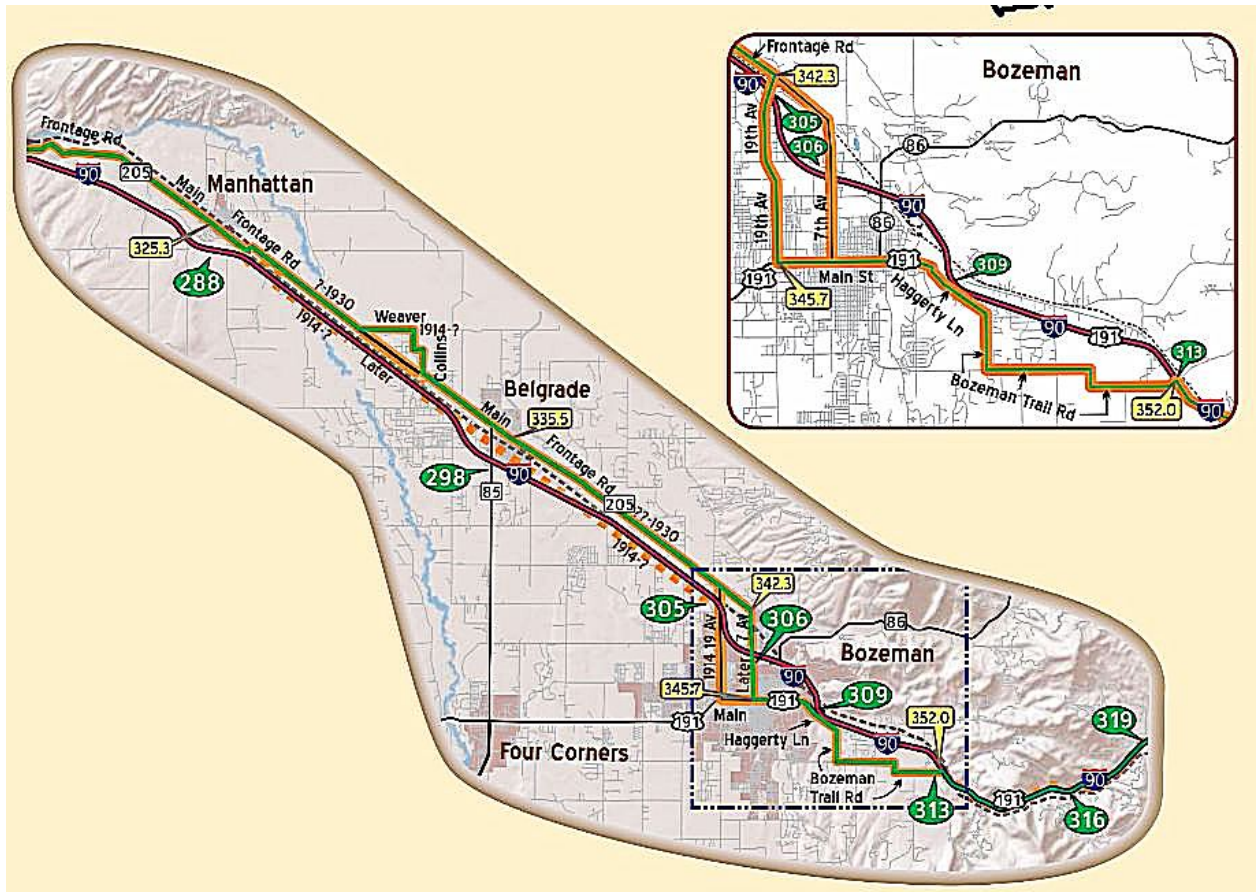 Frontage Rd
90
205
Main
Manhattan
325.3
Frontage Rd
288
?-1930
1914-?
Weaver
1914-?
Later
Collins
Belgrade
Main
335.5
298
90
85
Frontage Rd
205
??-1930
1914-?
342.3
305
306
86
1914 19 Av
7 Av
Later
Bozeman
90
345.7
191
309
191
Main
352.0
Haggerty Ln
90
319
Four Corners
Bozeman
Trail Rd
90
191
313
316
Frontage Rd
90
342.3
Bozeman
305
19th Av
306
86
90
86
19th Av
7th Av
191
191
Main St
309
345.7
Haggerty Ln
90
191
313
Bozeman Trail Rd
352.0
90